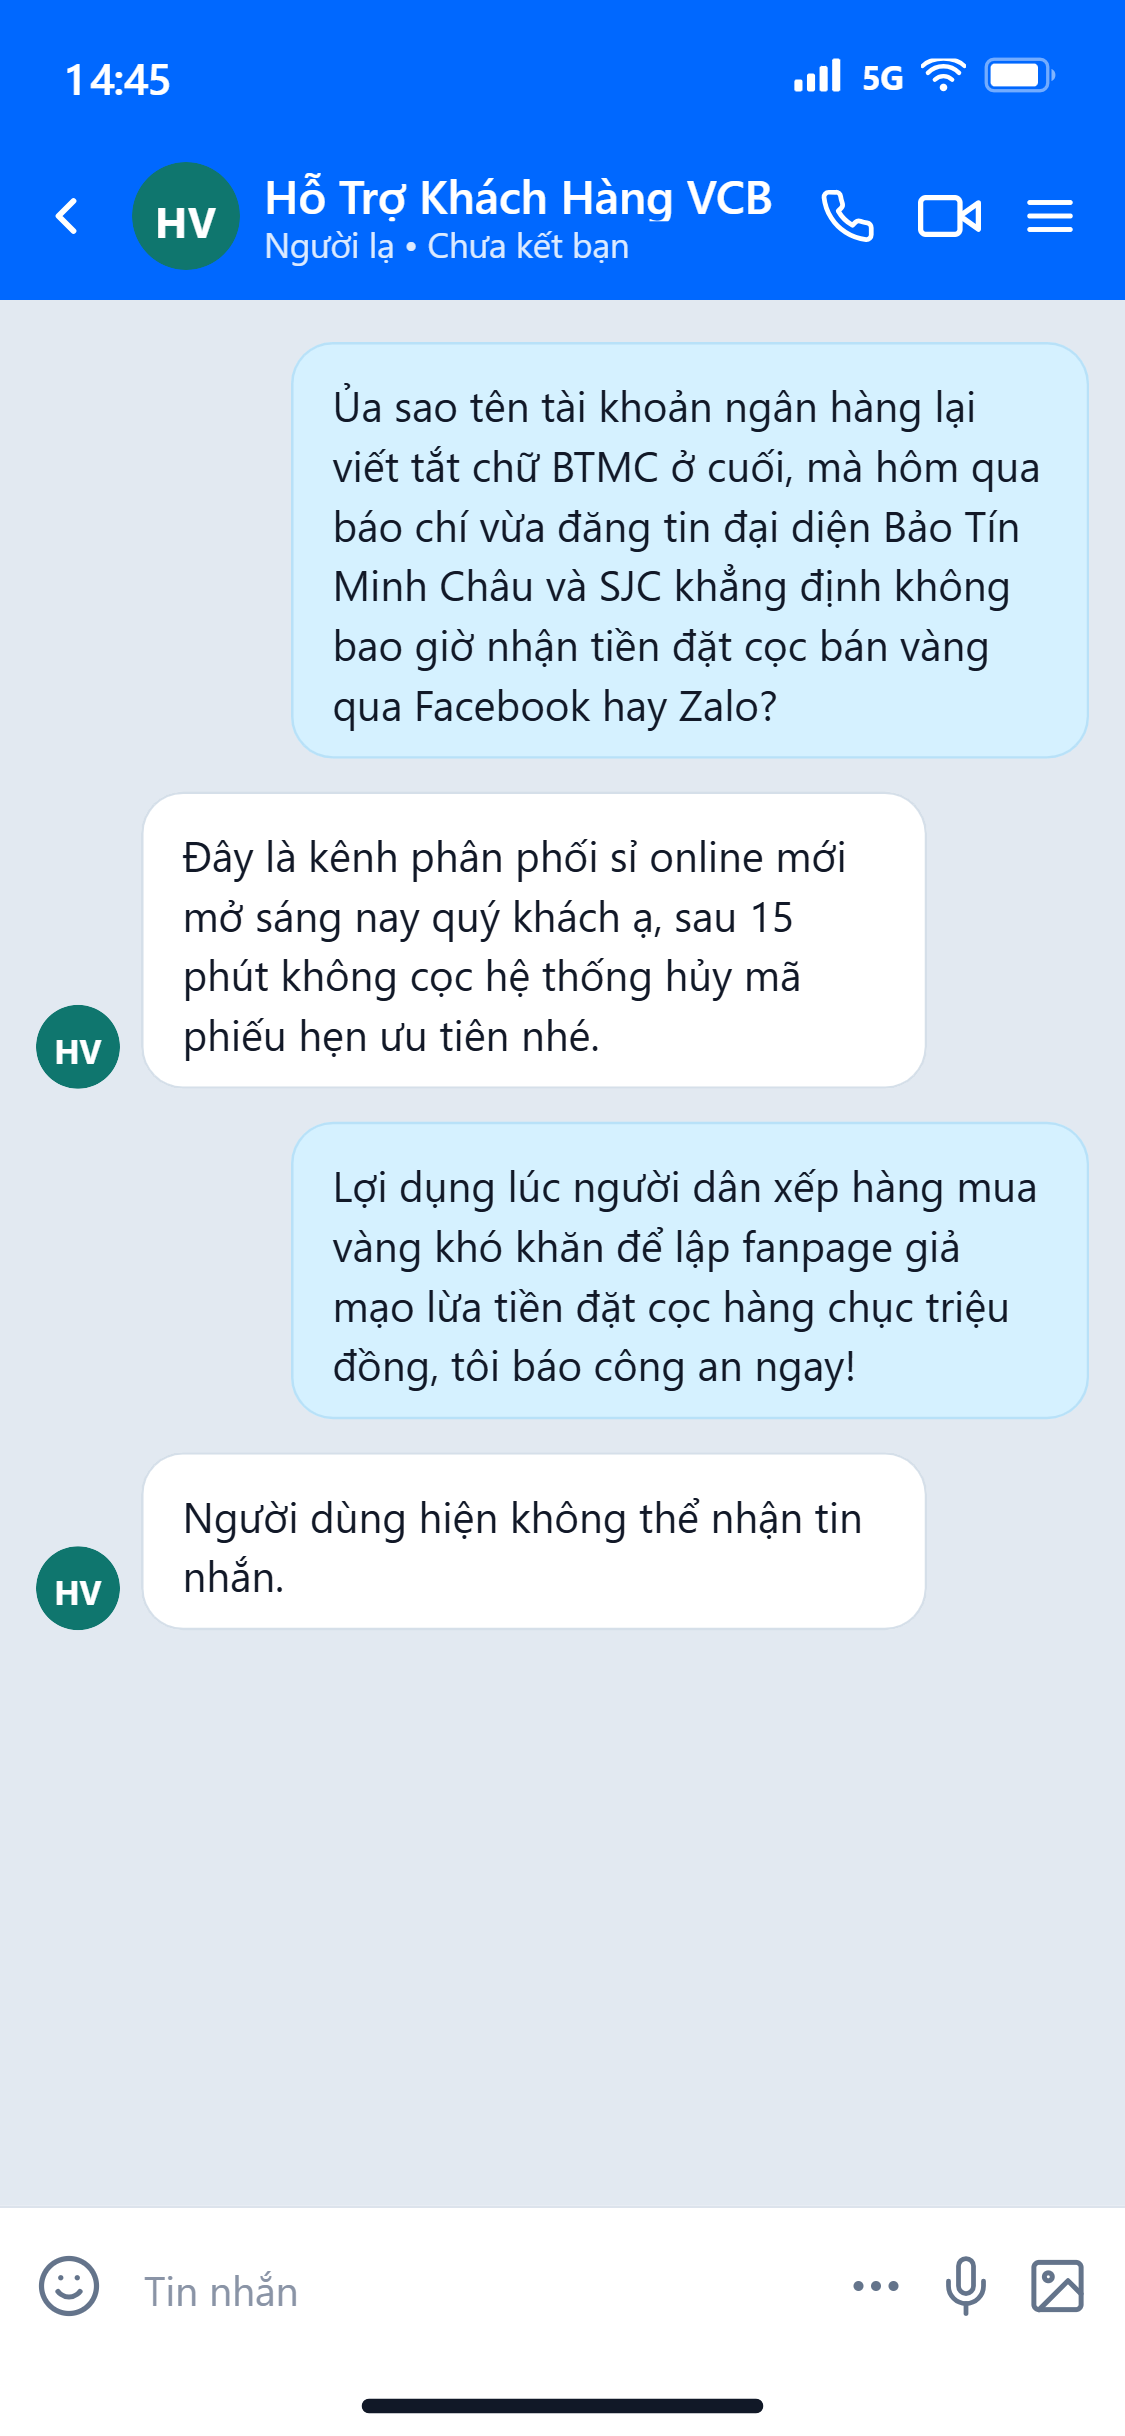 14:45
5G
HV
Hỗ Trợ Khách Hàng VCB
Người lạ • Chưa kết bạn
Ủa sao tên tài khoản ngân hàng lại
viết tắt chữ BTMC ở cuối, mà hôm qua
báo chí vừa đăng tin đại diện Bảo Tín
Minh Châu và SJC khẳng định không
bao giờ nhận tiền đặt cọc bán vàng
qua Facebook hay Zalo?
Đây là kênh phân phối sỉ online mới
mở sáng nay quý khách ạ, sau 15
phút không cọc hệ thống hủy mã
phiếu hẹn ưu tiên nhé.
HV
Lợi dụng lúc người dân xếp hàng mua
vàng khó khăn để lập fanpage giả
mạo lừa tiền đặt cọc hàng chục triệu
đồng, tôi báo công an ngay!
Người dùng hiện không thể nhận tin
nhắn.
HV
Tin nhắn